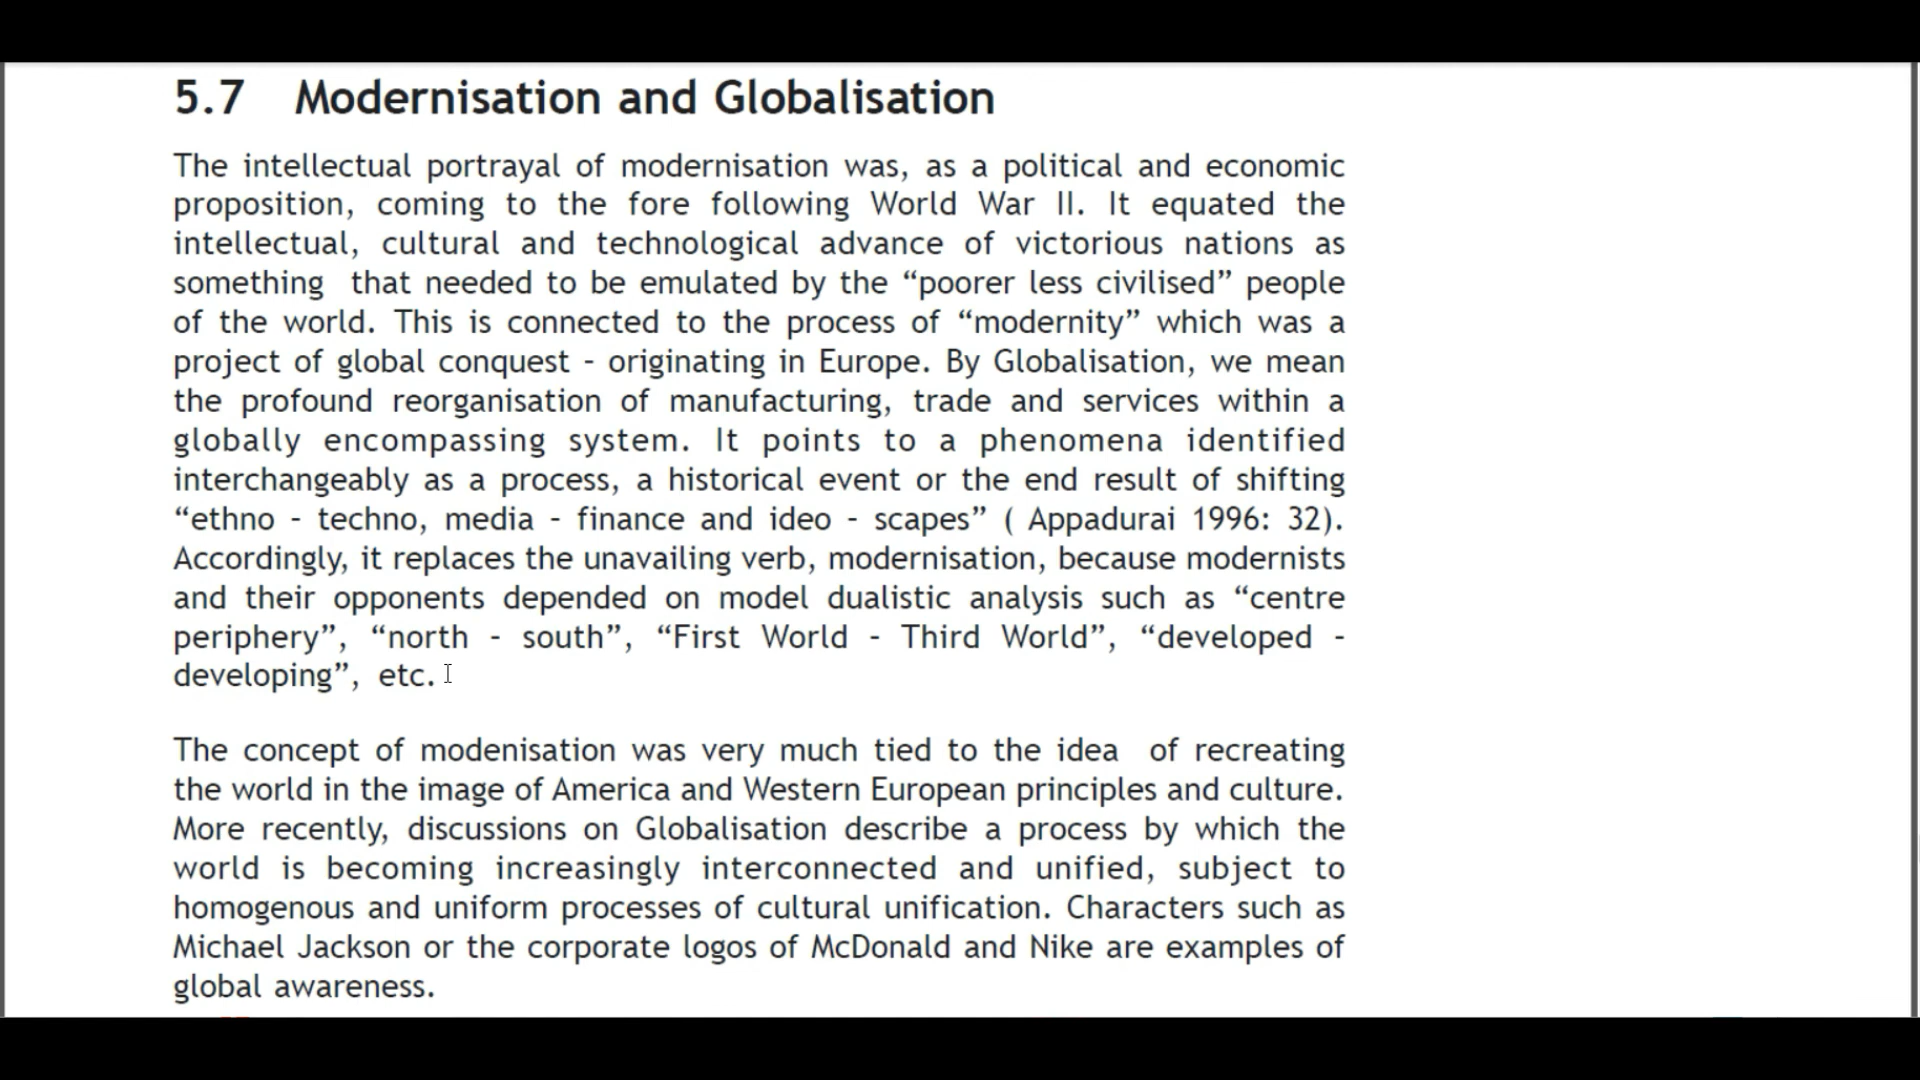 5.7 Modernisation and Globalisation
The intellectual portrayal of modernisation was, as a political and economic
proposition, coming to the fore following World War II. It equated the
intellectual, cultural and technological advance of victorious nations as
something that needed to be emulated by the “poorer less civilised” people
of the world. This is connected to the process of “modernity” which was a
project of global conquest - originating in Europe. By Globalisation, we mean
the profound reorganisation of manufacturing, trade and services within a
globally encompassing system. It points to a phenomena identified
interchangeably as a process, a historical event or the end result of shifting
“ethno - techno, media - finance and ideo - scapes” ( Appadurai 1996: 32).
Accordingly, it replaces the unavailing verb, modernisation, because modernists
and their opponents depended on model dualistic analysis such as “centre
periphery”, “north - south”, “First World - Third World”, “developed -
developing”, etc.
The concept of modenisation was very much tied to the idea of recreating
the world in the image of America and Western European principles and culture.
More recently, discussions on Globalisation describe a process by which the
world is becoming increasingly interconnected and unified, subject to
homogenous and uniform processes of cultural unification. Characters such as
Michael Jackson or the corporate logos of McDonald and Nike are examples of
global awareness.